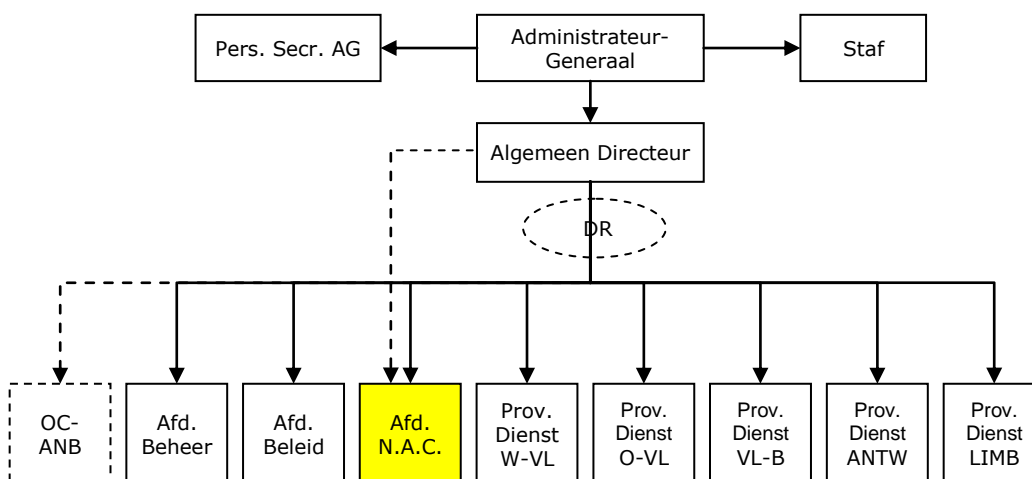 Pers. Secr. AG
Administrateur-
Generaal
Staf
Algemeen Directeur
DR
OC-
ANB
Afd.
Beheer
Afd.
Beleid
Afd.
N.A.C.
Prov.
Dienst
W-VL
Prov.
Dienst
O-VL
Prov.
Dienst
VL-B
Prov.
Dienst
ANTW
Prov.
Dienst
LIMB